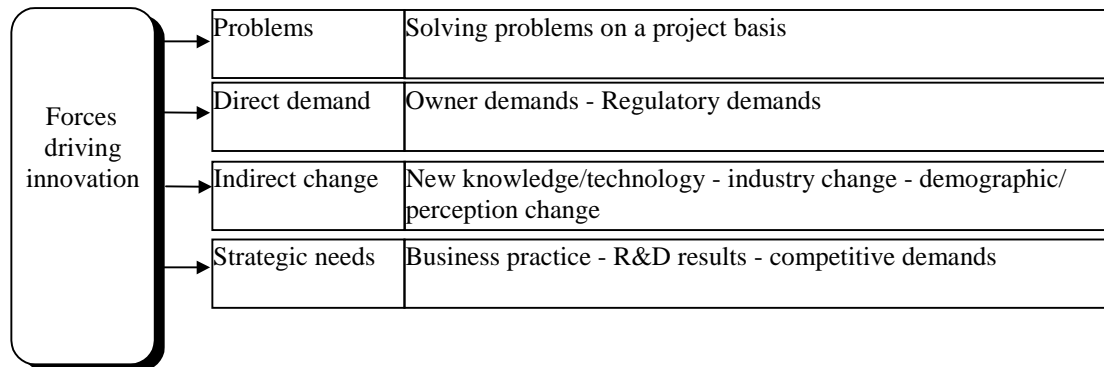 Forces
driving
innovation
Problems
Solving problems on a project basis
Direct demand
Owner demands - Regulatory demands
Indirect change
New knowledge/technology - industry change - demographic/
perception change
Strategic needs
Business practice - R&D results - competitive demands